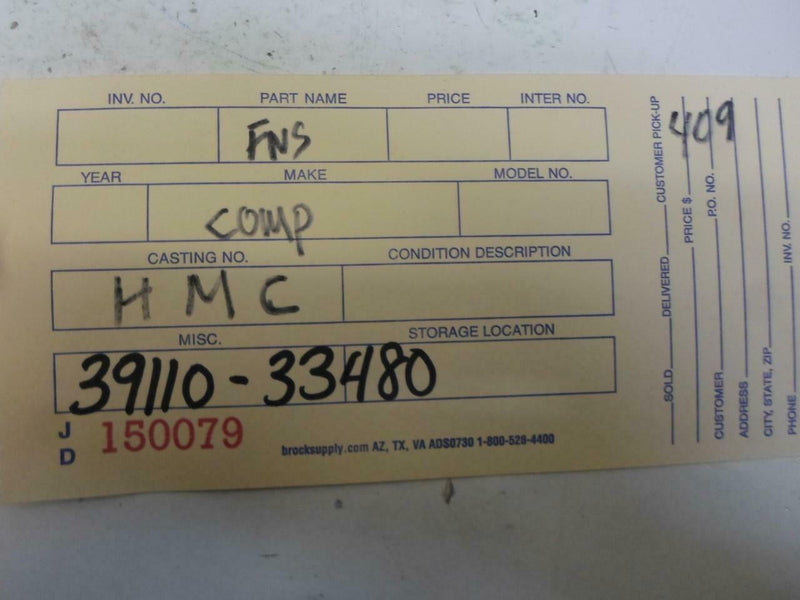 INV. NO. PART NAME PRICE INTER NO.
FNS
YEAR MAKE MODEL NO.
COMP
CASTING NO. CONDITION DESCRIPTION
H M C
MISC. STORAGE LOCATION
39110-33480
J D 150079
brocksupply.com AZ, TX, VA ADS0730 1-800-528-4400
SOLD DELIVERED CUSTOMER PICK-UP
409
PRICE $
CUSTOMER P.O. NO.
ADDRESS
CITY, STATE, ZIP
PHONE INV. NO.